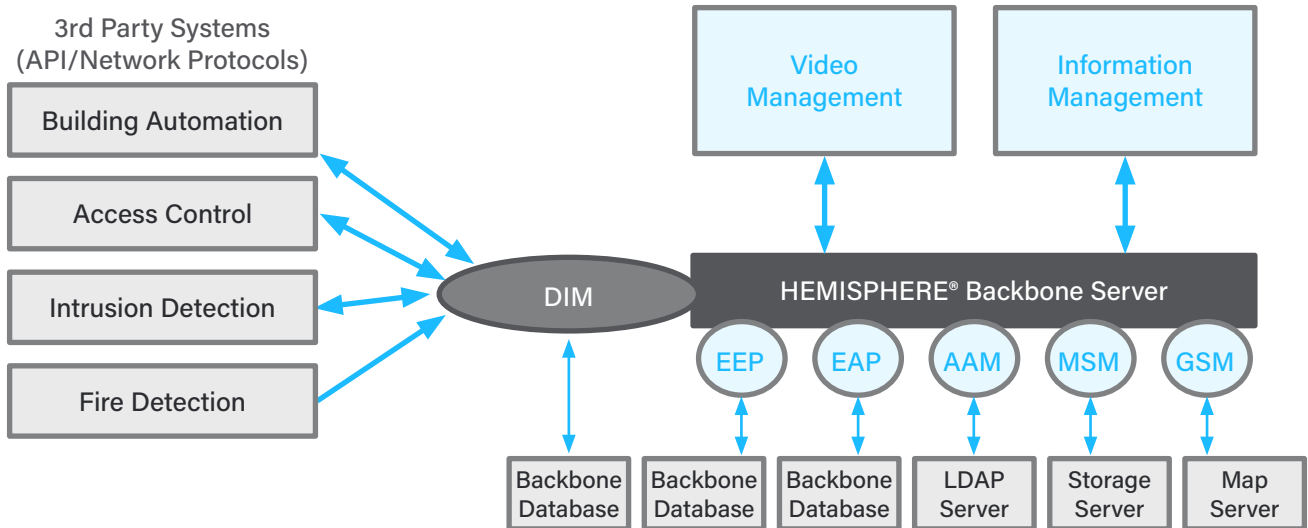 3rd Party Systems
(API/Network Protocols)
Building Automation
Access Control
Intrusion Detection
Fire Detection
Video
Management
Information
Management
DIM
HEMISPHERE® Backbone Server
EEP
EAP
AAM
MSM
GSM
Backbone
Database
Backbone
Database
Backbone
Database
LDAP
Server
Storage
Server
Map
Server